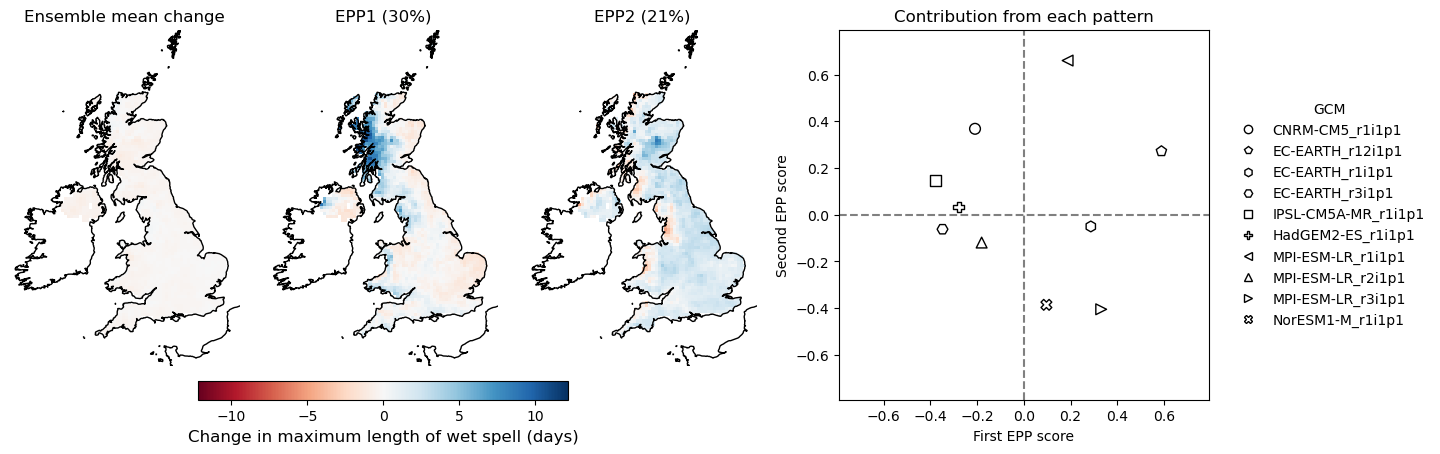 Ensemble mean change
EPP1 (30%)
EPP2 (21%)
Contribution from each pattern
−10
−5
0
5
10
Change in maximum length of wet spell (days)
Second EPP score
0.6
0.4
0.2
0.0
−0.2
−0.4
−0.6
−0.6
−0.4
−0.2
0.0
0.2
0.4
0.6
First EPP score
GCM
CNRM-CM5_r1i1p1
EC-EARTH_r12i1p1
EC-EARTH_r1i1p1
EC-EARTH_r3i1p1
IPSL-CM5A-MR_r1i1p1
HadGEM2-ES_r1i1p1
MPI-ESM-LR_r1i1p1
MPI-ESM-LR_r2i1p1
MPI-ESM-LR_r3i1p1
NorESM1-M_r1i1p1